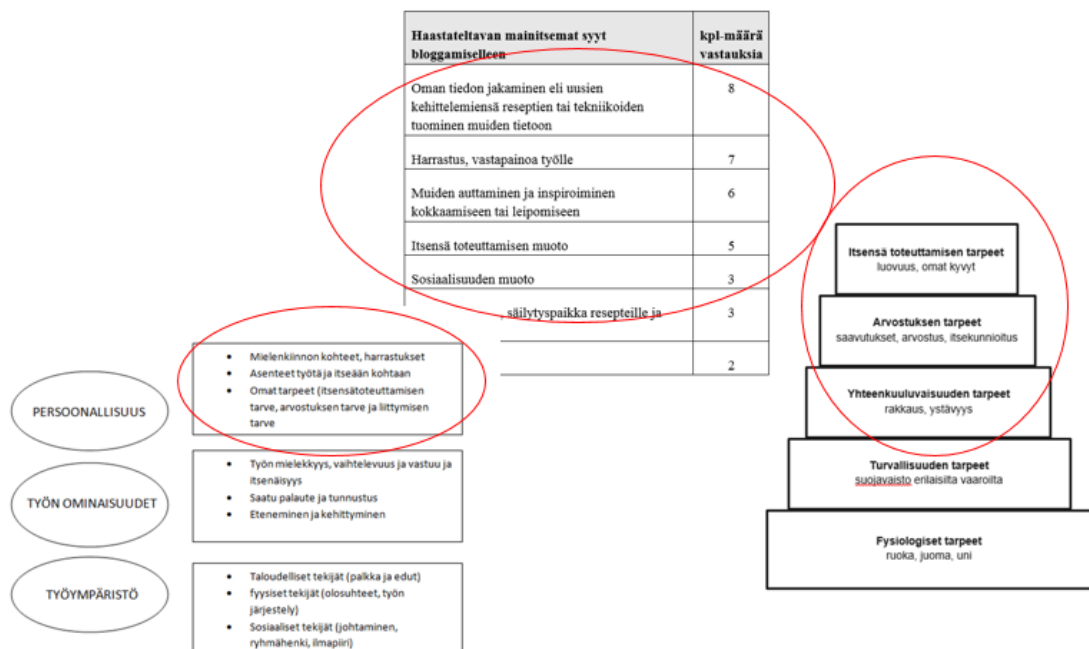 Haastateltavan mainitsemat syyt
bloggamiselleen
kpl-määrä
vastauksia
Oman tiedon jakaminen eli uusien
kehittelemiensä reseptien tai tekniikoiden
tuominen muiden tietoon
8
Harrastus, vastapainoa työlle
7
Muiden auttaminen ja inspiroiminen
kokkaamiseen tai leipomiseen
6
Itsensä toteuttamisen muoto
5
Sosiaalisuuden muoto
3
, säilytyspaikka resepteille ja
3
2
PERSOONALLISUUS
• Mielenkiinnon kohteet, harrastukset
• Asenteet työtä ja itseään kohtaan
• Omat tarpeet (itsensätoteuttamisen
tarve, arvostuksen tarve ja liittymisen
tarve
TYÖN OMINAISUUDET
• Työn mielekkyys, vaihtelevuus ja vastuu ja
itsenäisyys
• Saatu palaute ja tunnustus
• Eteneminen ja kehittyminen
TYÖYMPÄRISTÖ
• Taloudelliset tekijät (palkka ja edut)
• fyysiset tekijät (olosuhteet, työn
järjestely)
• Sosiaaliset tekijät (johtaminen,
ryhmähenki, ilmapiiri)
Itsensä toteuttamisen tarpeet
luovuus, omat kyvyt
Arvostuksen tarpeet
saavutukset, arvostus, itsekunnioitus
Yhteenkuuluvaisuuden tarpeet
rakkaus, ystävyys
Turvallisuuden tarpeet
suojavaisto erilaisilta vaaroilta
Fysiologiset tarpeet
ruoka, juoma, uni